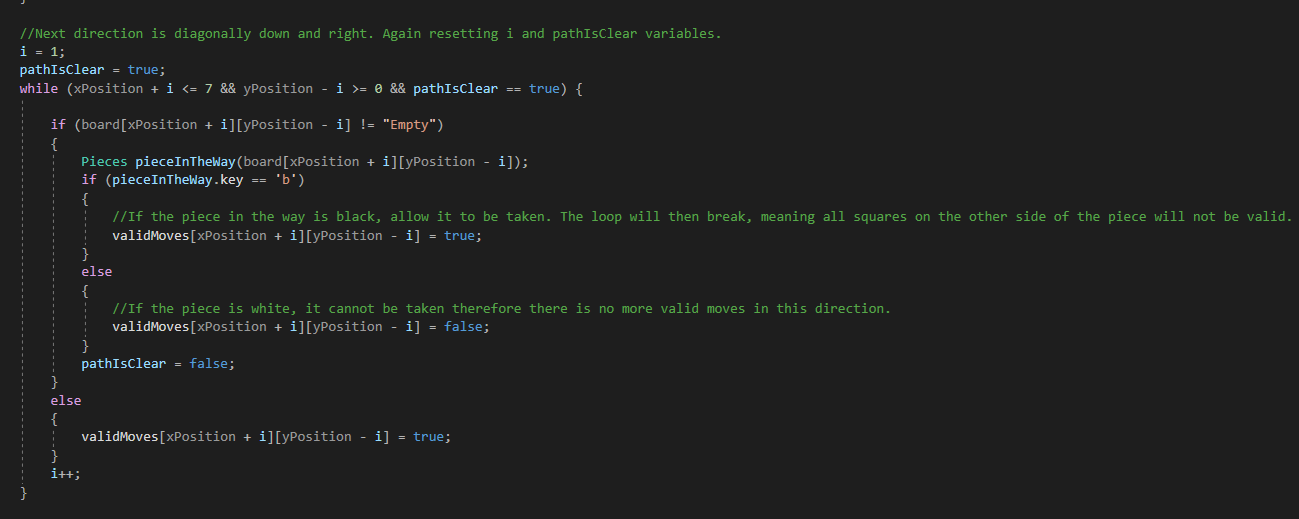 }
//Next direction is diagonally down and right. Again resetting i and pathIsClear variables.
i = 1;
pathIsClear = true;
while (xPosition + i <= 7 && yPosition - i >= 0 && pathIsClear == true) {
if (board[xPosition + i][yPosition - i] != "Empty")
{
Pieces pieceInTheWay(board[xPosition + i][yPosition - i]);
if (pieceInTheWay.key == 'b')
{
//If the piece in the way is black, allow it to be taken. The loop will then break, meaning all squares on the other side of the piece will not be valid.
validMoves[xPosition + i][yPosition - i] = true;
}
else
{
//If the piece is white, it cannot be taken therefore there is no more valid moves in this direction.
validMoves[xPosition + i][yPosition - i] = false;
}
pathIsClear = false;
}
else
{
validMoves[xPosition + i][yPosition - i] = true;
}
i++;
}